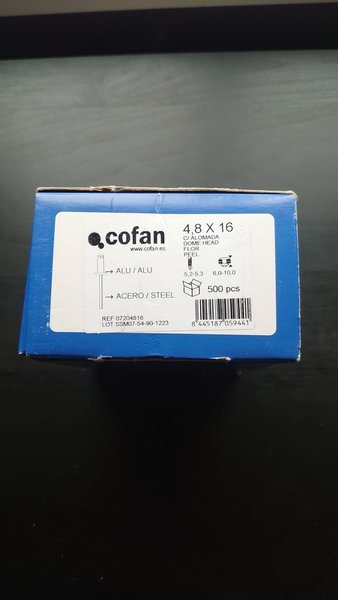 cofan
www.cofan.es
4,8 X 16
C/ ALOMADA
DOME HEAD
FLOR
PEEL
5,2-5,3 6.0-10,0
ALU / ALU
ACERO / STEEL
500 pcs
REF 07204816
LOT SSM07-54-90-1223
8 445187 059441